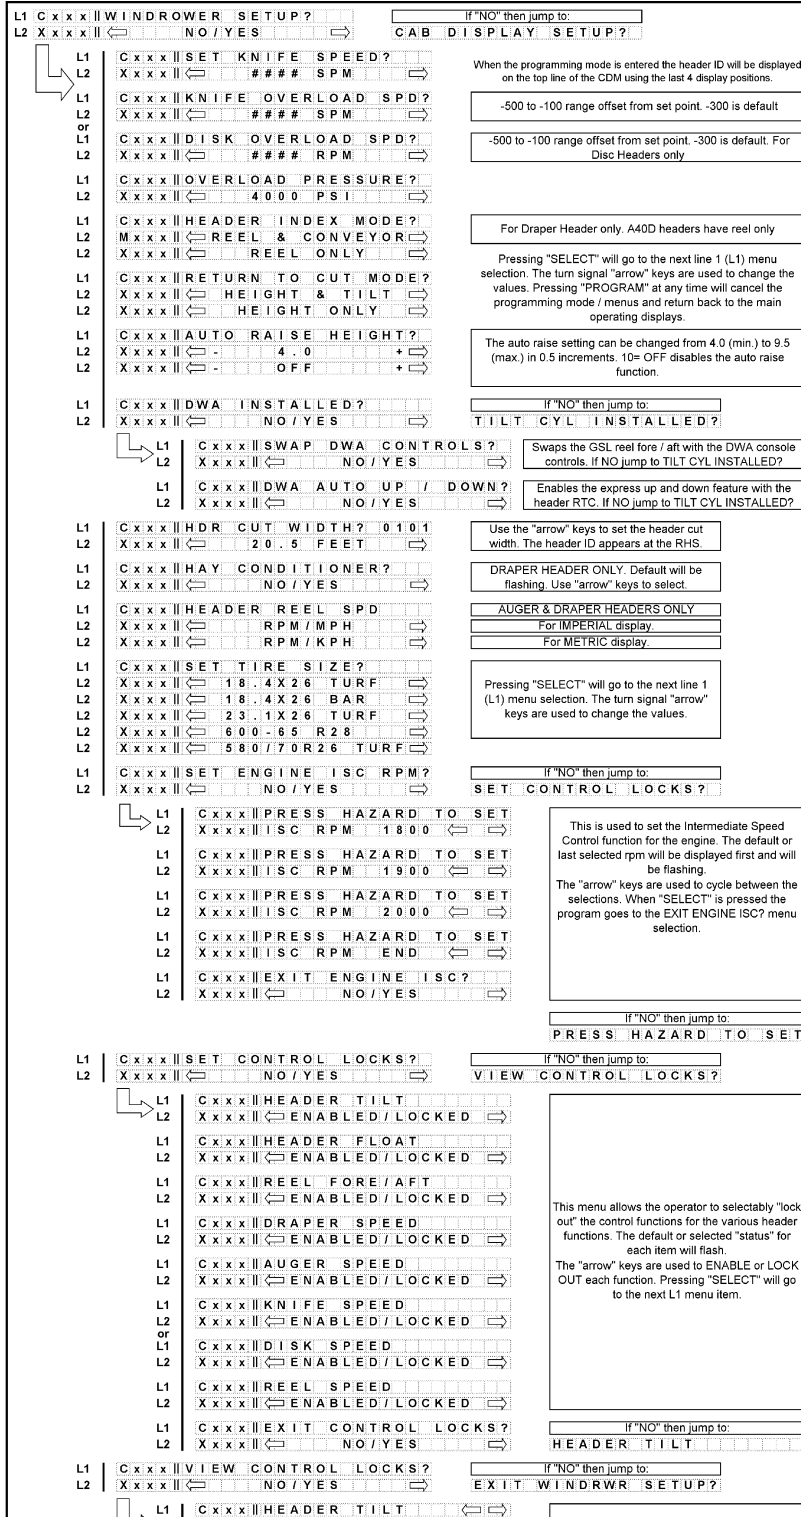 L1 Cxxx||WINDROWER SETUP? If "NO" then jump to:
L2 Xxxx||⇦ NO/YES ⇨ CAB DISPLAY SETUP?
L1 Cxxx||SET KNIFE SPEED?
L2 Xxxx||⇦ #### SPM ⇨
When the programming mode is entered the header ID will be displayed
on the top line of the CDM using the last 4 display positions.
L1 Cxxx||KNIFE OVERLOAD SPD?
L2 Xxxx||⇦ #### SPM ⇨
-500 to -100 range offset from set point. -300 is default
or
L1 Cxxx||DISK OVERLOAD SPD?
L2 Xxxx||⇦ #### RPM ⇨
-500 to -100 range offset from set point. -300 is default. For
Disc Headers only
L1 Cxxx||OVERLOAD PRESSURE?
L2 Xxxx||⇦ 4000 PSI ⇨
L1 Cxxx||HEADER INDEX MODE?
L2 Mxxx||⇦ REEL & CONVEYOR ⇨
L2 Xxxx||⇦ REEL ONLY ⇨
For Draper Header only. A40D headers have reel only
L1 Cxxx||RETURN TO CUT MODE?
L2 Xxxx||⇦ HEIGHT & TILT ⇨
L2 Xxxx||⇦ HEIGHT ONLY ⇨
Pressing "SELECT" will go to the next line 1 (L1) menu
selection. The turn signal "arrow" keys are used to change the
values. Pressing "PROGRAM" at any time will cancel the
programming mode / menus and return back to the main
operating displays.
L1 Cxxx||AUTO RAISE HEIGHT?
L2 Xxxx||⇦ - 4.0 + ⇨
L2 Xxxx||⇦ - OFF + ⇨
The auto raise setting can be changed from 4.0 (min.) to 9.5
(max.) in 0.5 increments. 10= OFF disables the auto raise
function.
L1 Cxxx||DWA INSTALLED? If "NO" then jump to:
L2 Xxxx||⇦ NO/YES ⇨ TILT CYL INSTALLED?
L1 Cxxx||SWAP DWA CONTROLS?
L2 Xxxx||⇦ NO/YES ⇨
Swaps the GSL reel fore / aft with the DWA console
controls. If NO jump to TILT CYL INSTALLED?
L1 Cxxx||DWA AUTO UP / DOWN?
L2 Xxxx||⇦ NO/YES ⇨
Enables the express up and down feature with the
header RTC. If NO jump to TILT CYL INSTALLED?
L1 Cxxx||HDR CUT WIDTH? 0101
L2 Xxxx||⇦ 20.5 FEET ⇨
Use the "arrow" keys to set the header cut
width. The header ID appears at the RHS.
L1 Cxxx||HAY CONDITIONER?
L2 Xxxx||⇦ NO/YES ⇨
DRAPER HEADER ONLY. Default will be
flashing. Use "arrow" keys to select.
L1 Cxxx||HEADER REEL SPD AUGER & DRAPER HEADERS ONLY
L2 Xxxx||⇦ RPM/MPH ⇨ For IMPERIAL display.
L2 Xxxx||⇦ RPM/KPH ⇨ For METRIC display.
L1 Cxxx||SET TIRE SIZE?
L2 Xxxx||⇦ 18.4X26 TURF ⇨
L2 Xxxx||⇦ 18.4X26 BAR ⇨
L2 Xxxx||⇦ 23.1X26 TURF ⇨
L2 Xxxx||⇦ 600-65 R28 ⇨
L2 Xxxx||⇦ 580/70R26 TURF ⇨
Pressing "SELECT" will go to the next line 1
(L1) menu selection. The turn signal "arrow"
keys are used to change the values.
L1 Cxxx||SET ENGINE ISC RPM? If "NO" then jump to:
L2 Xxxx||⇦ NO/YES ⇨ SET CONTROL LOCKS?
L1 Cxxx||PRESS HAZARD TO SET
L2 Xxxx||ISC RPM 1800 ⇦ ⇨
L1 Cxxx||PRESS HAZARD TO SET
L2 Xxxx||ISC RPM 1900 ⇦ ⇨
L1 Cxxx||PRESS HAZARD TO SET
L2 Xxxx||ISC RPM 2000 ⇦ ⇨
L1 Cxxx||PRESS HAZARD TO SET
L2 Xxxx||ISC RPM END ⇦ ⇨
L1 Cxxx||EXIT ENGINE ISC?
L2 Xxxx||⇦ NO/YES ⇨
This is used to set the Intermediate Speed
Control function for the engine. The default or
last selected rpm will be displayed first and will
be flashing.
The "arrow" keys are used to cycle between the
selections. When "SELECT" is pressed the
program goes to the EXIT ENGINE ISC? menu
selection.
If "NO" then jump to:
PRESS HAZARD TO SET
L1 Cxxx||SET CONTROL LOCKS? If "NO" then jump to:
L2 Xxxx||⇦ NO/YES ⇨ VIEW CONTROL LOCKS?
L1 Cxxx||HEADER TILT
L2 Xxxx||⇦ ENABLED/LOCKED ⇨
L1 Cxxx||HEADER FLOAT
L2 Xxxx||⇦ ENABLED/LOCKED ⇨
L1 Cxxx||REEL FORE/AFT
L2 Xxxx||⇦ ENABLED/LOCKED ⇨
L1 Cxxx||DRAPER SPEED
L2 Xxxx||⇦ ENABLED/LOCKED ⇨
L1 Cxxx||AUGER SPEED
L2 Xxxx||⇦ ENABLED/LOCKED ⇨
L1 Cxxx||KNIFE SPEED
L2 Xxxx||⇦ ENABLED/LOCKED ⇨
or
L1 Cxxx||DISK SPEED
L2 Xxxx||⇦ ENABLED/LOCKED ⇨
L1 Cxxx||REEL SPEED
L2 Xxxx||⇦ ENABLED/LOCKED ⇨
This menu allows the operator to selectably "lock
out" the control functions for the various header
functions. The default or selected "status" for
each item will flash.
The "arrow" keys are used to ENABLE or LOCK
OUT each function. Pressing "SELECT" will go
to the next L1 menu item.
L1 Cxxx||EXIT CONTROL LOCKS? If "NO" then jump to:
L2 Xxxx||⇦ NO/YES ⇨ HEADER TILT
L1 Cxxx||VIEW CONTROL LOCKS? If "NO" then jump to:
L2 Xxxx||⇦ NO/YES ⇨ EXIT WINDRWR SETUP?
L1 Cxxx||HEADER TILT ⇦ ⇨